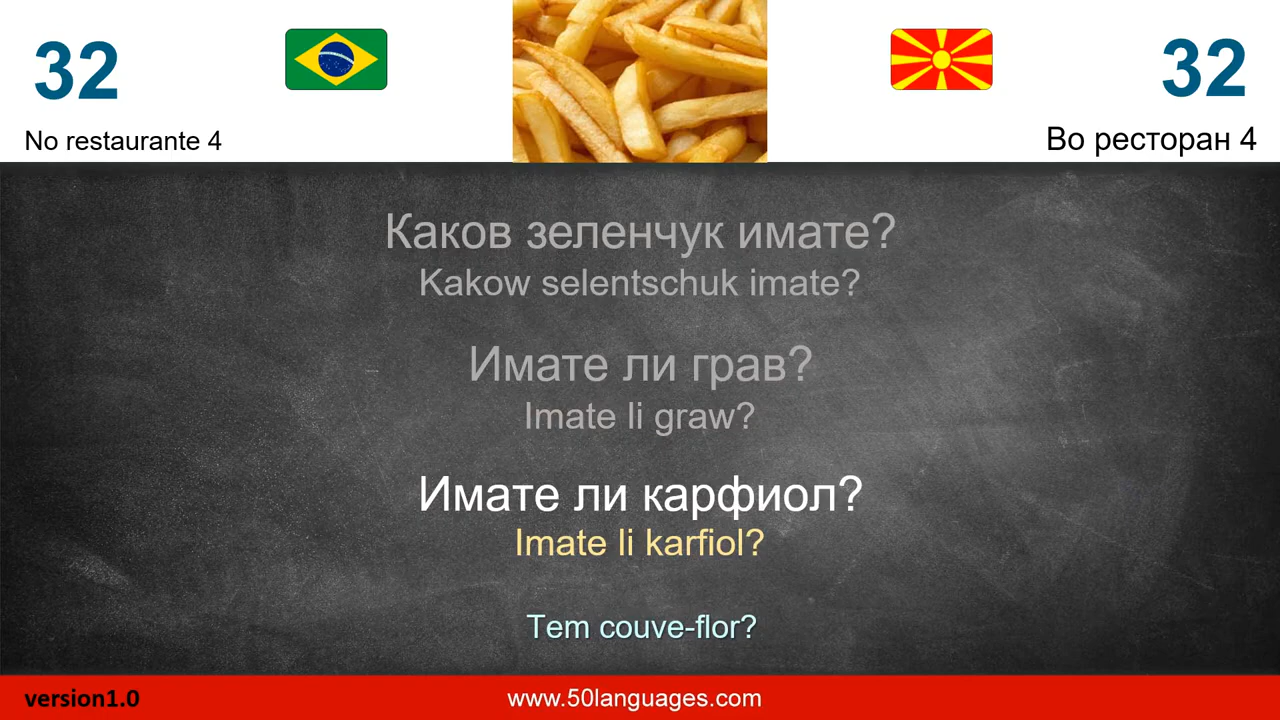 32
32
No restaurante 4
Во ресторан 4
Каков зеленчук имате?
Kakow selentschuk imate?
Имате ли грав?
Imate li graw?
Имате ли карфиол?
Imate li karfiol?
Tem couve-flor?
version1.0
www.50languages.com